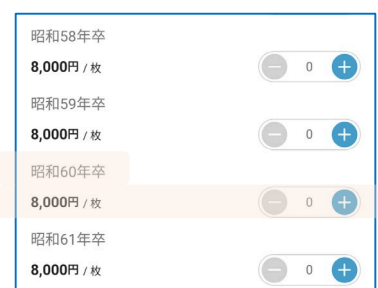 昭和58年卒
8,000円 / 枚
0
昭和59年卒
8,000円 / 枚
0
昭和60年卒
8,000円 / 枚
0
昭和61年卒
8,000円 / 枚
0